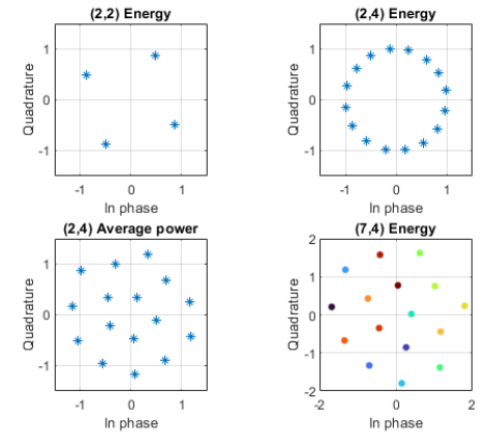 (2,2) Energy
1
0
-1
Quadrature
-1 0 1
In phase
(2,4) Energy
1
0
-1
Quadrature
-1 0 1
In phase
(2,4) Average power
1
0
-1
Quadrature
-1 0 1
In phase
(7,4) Energy
2
1
0
-1
-2
Quadrature
-2 0 2
In phase